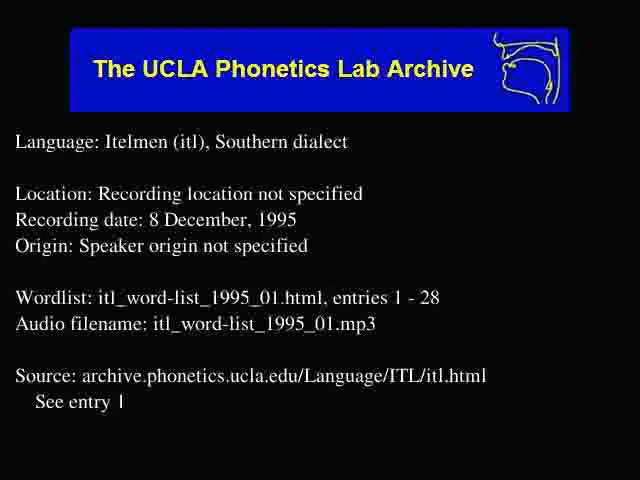 The UCLA Phonetics Lab Archive
Language: Itelmen (itl), Southern dialect
Location: Recording location not specified
Recording date: 8 December, 1995
Origin: Speaker origin not specified
Wordlist: itl_word-list_1995_01.html, entries 1 - 28
Audio filename: itl_word-list_1995_01.mp3
Source: archive.phonetics.ucla.edu/Language/ITL/itl.html
See entry 1